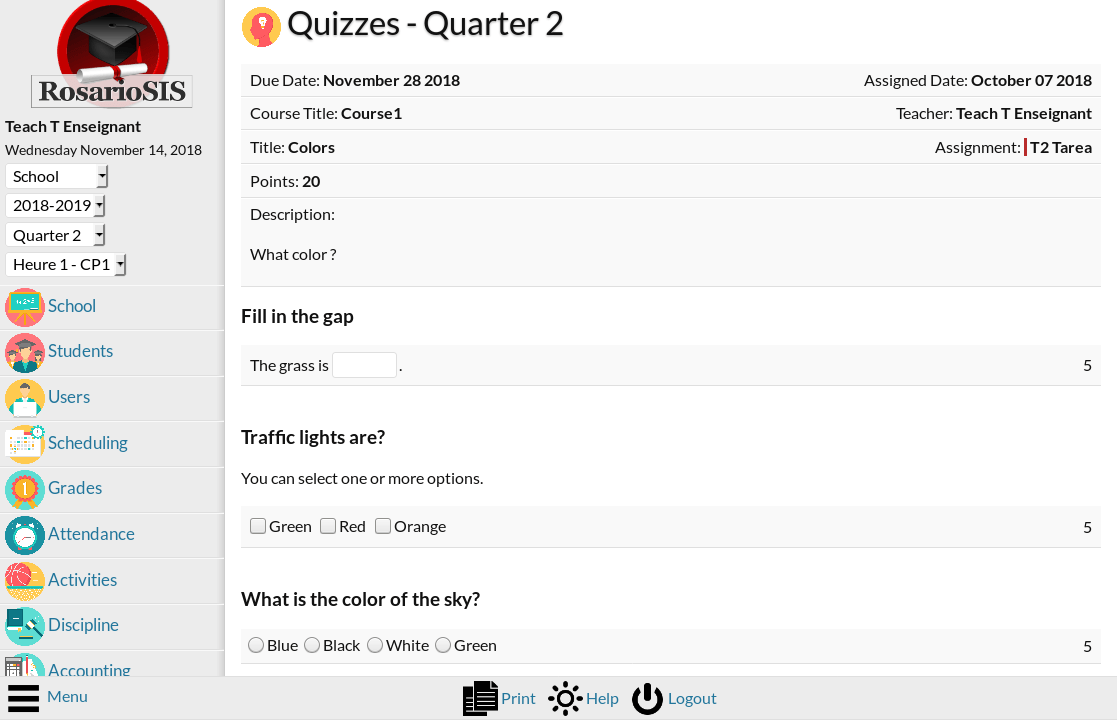 RosarioSIS
Teach T Enseignant
Wednesday November 14, 2018
School
2018-2019
Quarter 2
Heure 1 - CP1
School
Students
Users
Scheduling
Grades
Attendance
Activities
Discipline
Accounting
Quizzes - Quarter 2
Due Date: November 28 2018 Assigned Date: October 07 2018
Course Title: Course1 Teacher: Teach T Enseignant
Title: Colors Assignment: T2 Tarea
Points: 20
Description:
What color ?
Fill in the gap
The grass is . 5
Traffic lights are?
You can select one or more options.
Green Red Orange 5
What is the color of the sky?
Blue Black White Green 5
Menu Print Help Logout